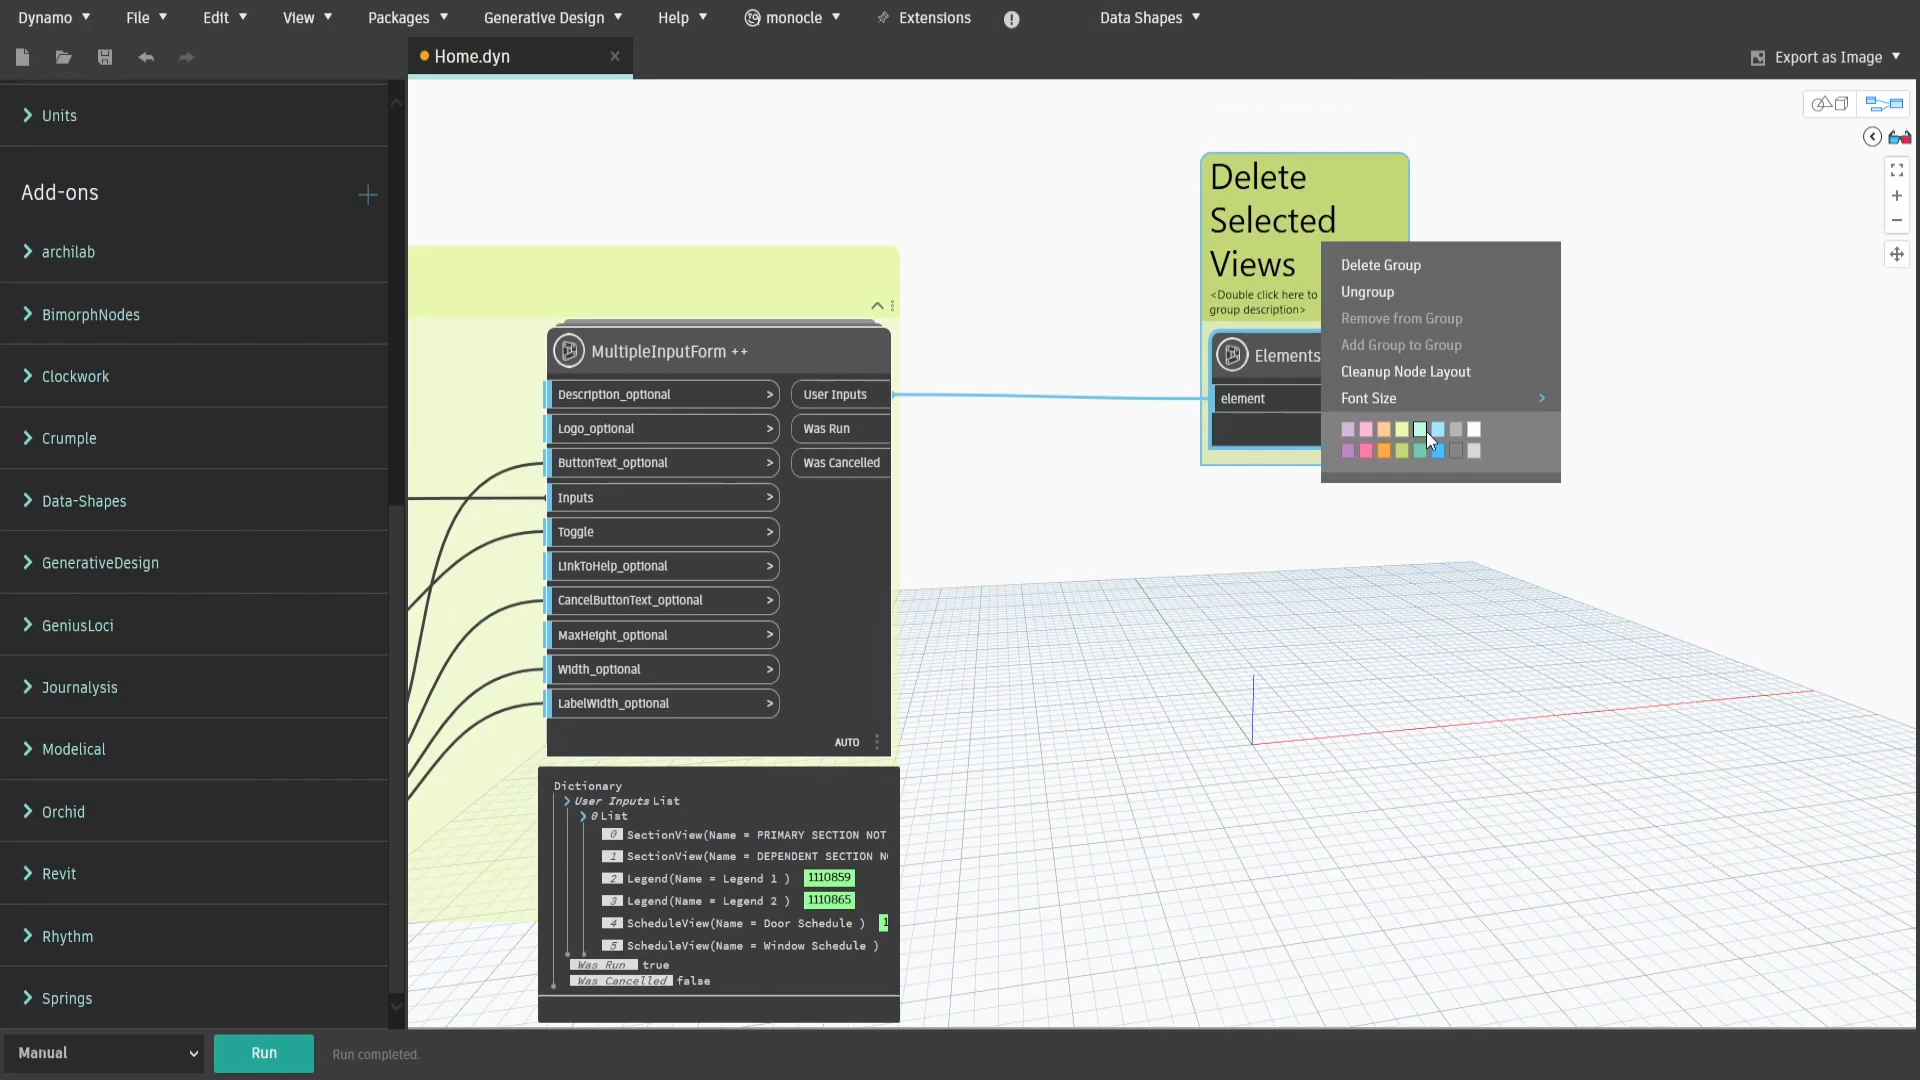 Dynamo File Edit View Packages Generative Design Help monocle Extensions Data Shapes
Home.dyn
Export as Image
Units
Add-ons
archilab
BimorphNodes
Clockwork
Crumple
Data-Shapes
GenerativeDesign
GeniusLoci
Journalysis
Modelical
Orchid
Revit
Rhythm
Springs
MultipleInputForm ++
Description_optional >
Logo_optional >
ButtonText_optional >
Inputs >
Toggle >
LinkToHelp_optional >
CancelButtonText_optional >
MaxHeight_optional >
Width_optional >
LabelWidth_optional >
User Inputs
Was Run
Was Cancelled
AUTO
Dictionary
User Inputs List
0 List
0 SectionView(Name = PRIMARY SECTION NOT
1 SectionView(Name = DEPENDENT SECTION
2 Legend(Name = Legend 1 ) 1110859
3 Legend(Name = Legend 2 ) 1110865
4 ScheduleView(Name = Door Schedule ) 1
5 ScheduleView(Name = Window Schedule )
Was Run true
Was Cancelled false
Delete
Selected
Views
<Double click here to
group description>
Elements
element
Delete Group
Ungroup
Remove from Group
Add Group to Group
Cleanup Node Layout
Font Size
Manual
Run
Run completed.